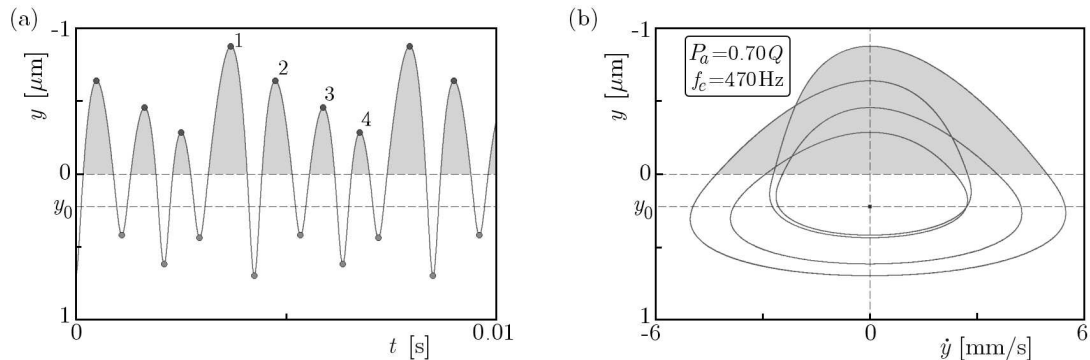 (a)
-1
y [μm]
0
y₀
1
1
2
3
4
0
t [s]
0.01
(b)
Pₐ=0.70Q
f_c=470Hz
y [μm]
0
y₀
1
-6
0
ẏ [mm/s]
6
-1